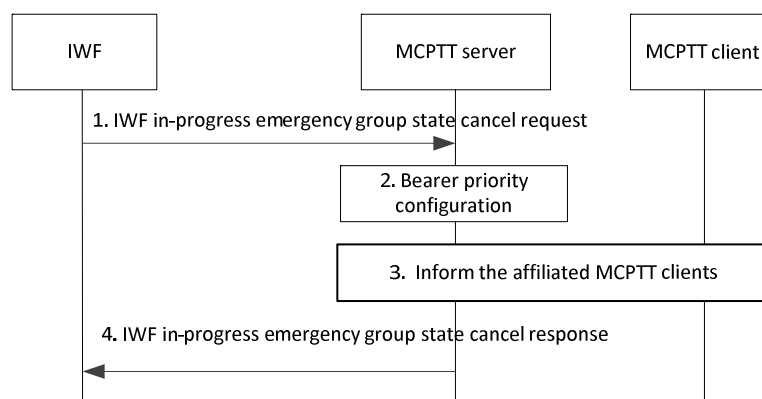 IWF
MCPTT server
MCPTT client
1. IWF in-progress emergency group state cancel request
2. Bearer priority
configuration
3. Inform the affiliated MCPTT clients
4. IWF in-progress emergency group state cancel response